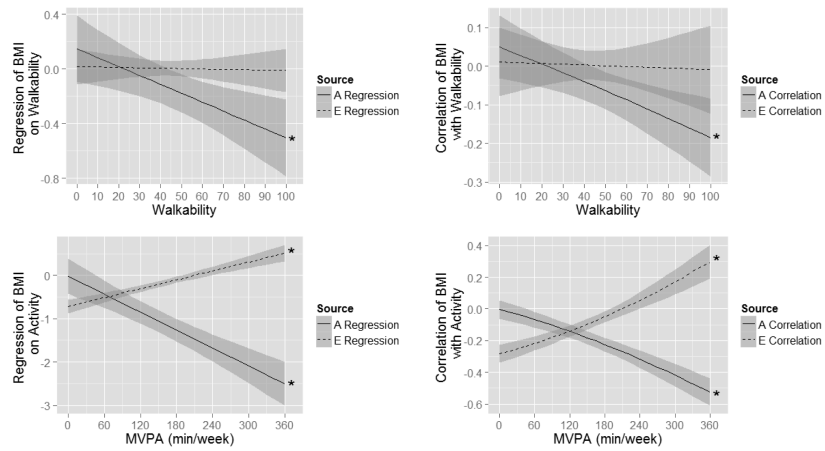 Regression of BMI
on Walkability
0.4
0.0
-0.4
-0.8
*
0 10 20 30 40 50 60 70 80 90 100
Walkability
Source
A Regression
E Regression
Correlation of BMI
with Walkability
0.1
0.0
-0.1
-0.2
-0.3
*
0 10 20 30 40 50 60 70 80 90 100
Walkability
Source
A Correlation
E Correlation
Regression of BMI
on Activity
0
-1
-2
-3
*
*
0 60 120 180 240 300 360
MVPA (min/week)
Source
A Regression
E Regression
Correlation of BMI
with Activity
0.4
0.2
0.0
-0.2
-0.4
-0.6
*
*
0 60 120 180 240 300 360
MVPA (min/week)
Source
A Correlation
E Correlation